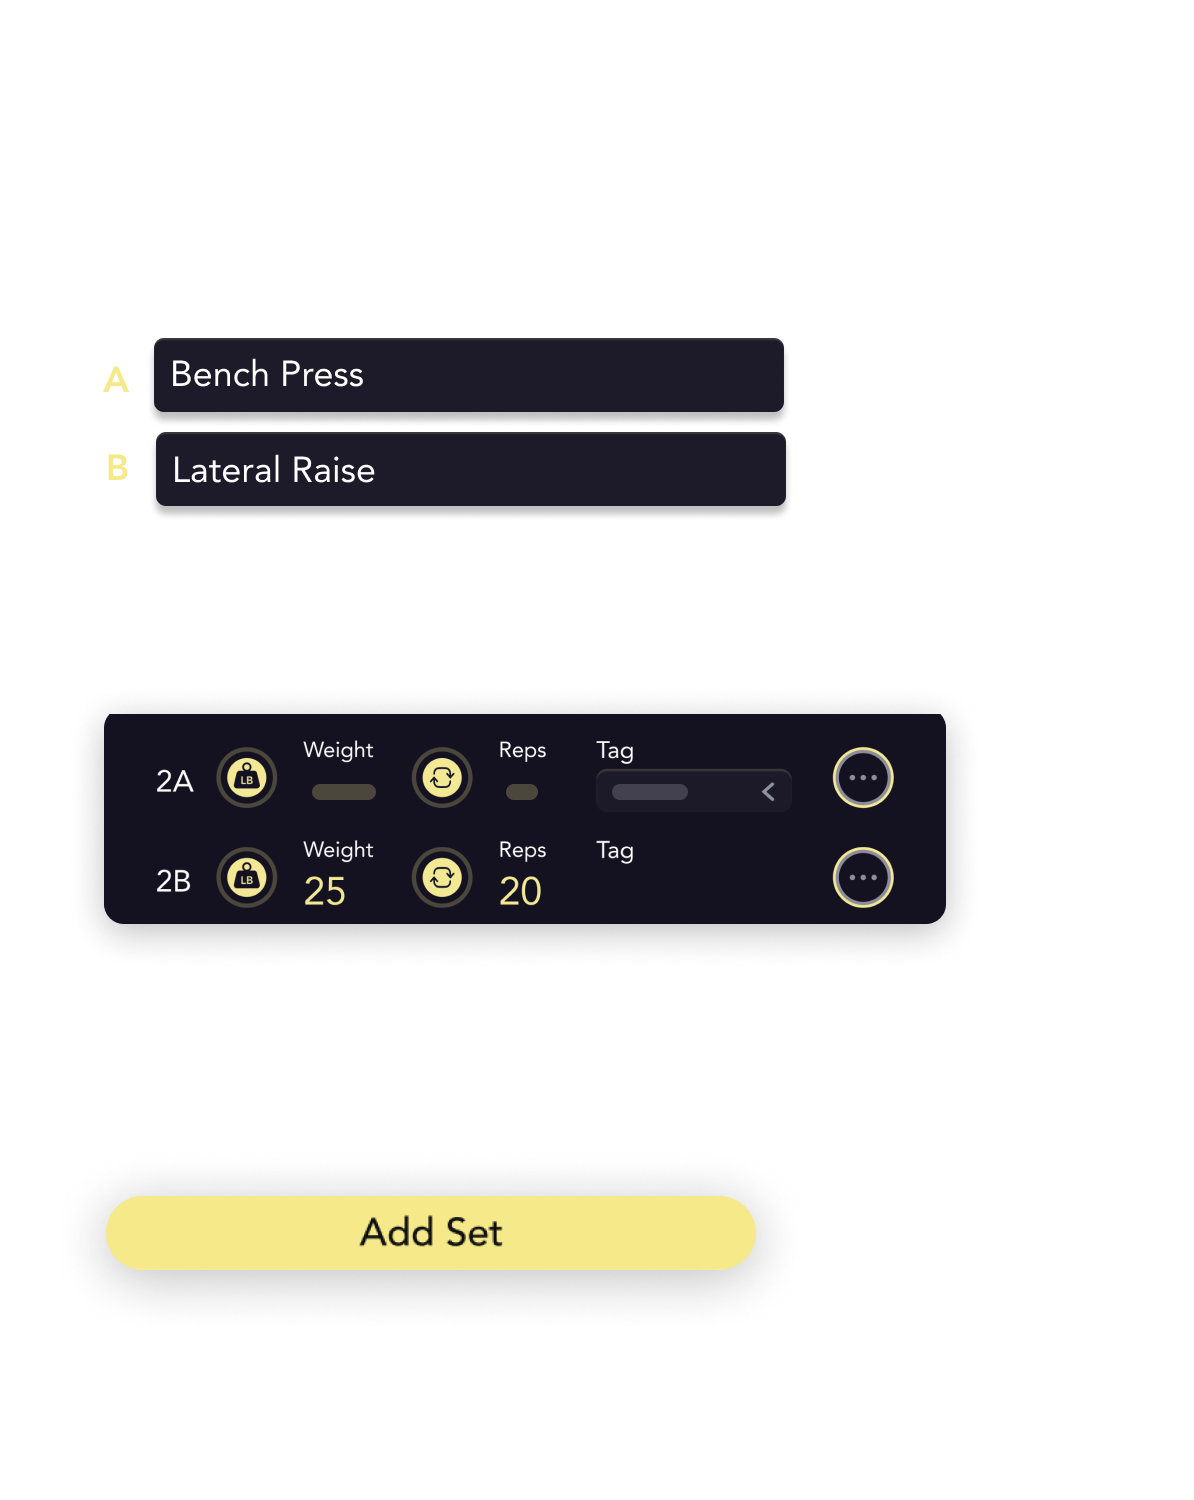 A Bench Press
B Lateral Raise
Weight Reps Tag
2A LB
Weight Reps Tag
2B LB 25 20
Add Set